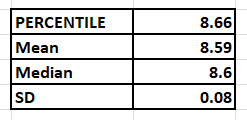 PERCENTILE 8.66
Mean 8.59
Median 8.6
SD 0.08